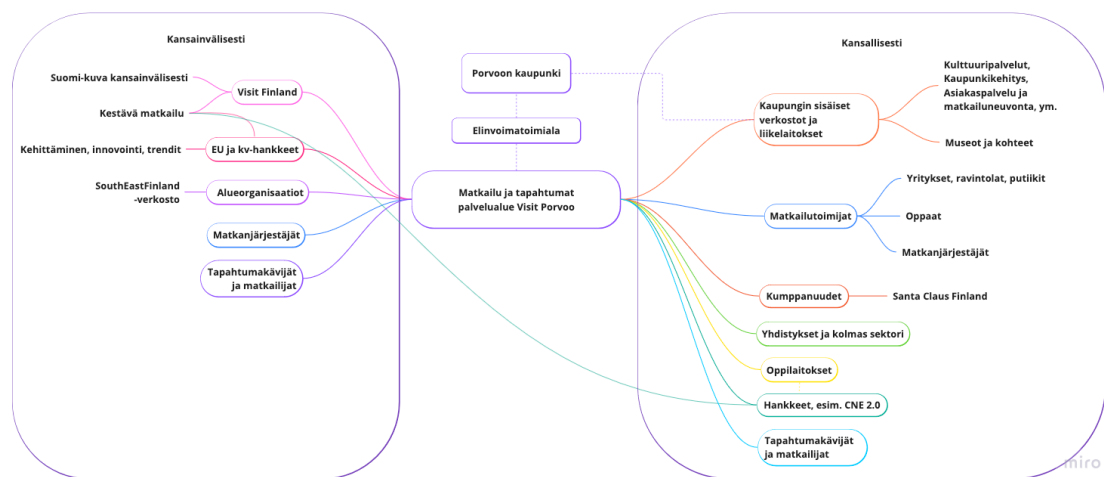 Kansainvälisesti
Suomi-kuva kansainvälisesti
Visit Finland
Kestävä matkailu
Kehittäminen, innovointi, trendit
EU ja kv-hankkeet
SouthEastFinland
-verkosto
Alueorganisaatiot
Matkanjärjestäjät
Tapahtumakävijät
ja matkailijat
Porvoon kaupunki
Elinvoimatoimiala
Matkailu ja tapahtumat
palvelualue Visit Porvoo
Kansallisesti
Kaupungin sisäiset
verkostot ja
liikelaitokset
Kulttuuripalvelut,
Kaupunkikehitys,
Asiakaspalvelu ja
matkailuneuvonta, ym.
Museot ja kohteet
Matkailutoimijat
Yritykset, ravintolat, putiikit
Oppaat
Matkanjärjestäjät
Kumppanuudet
Santa Claus Finland
Yhdistykset ja kolmas sektori
Oppilaitokset
Hankkeet, esim. CNE 2.0
Tapahtumakävijät
ja matkailijat
miro